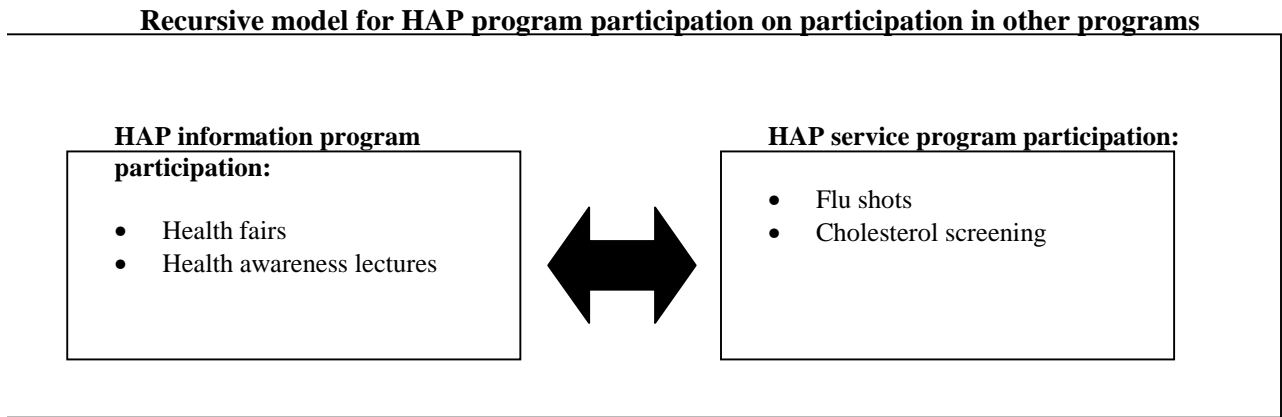 Recursive model for HAP program participation on participation in other programs
HAP information program
participation:
• Health fairs
• Health awareness lectures
HAP service program participation:
• Flu shots
• Cholesterol screening